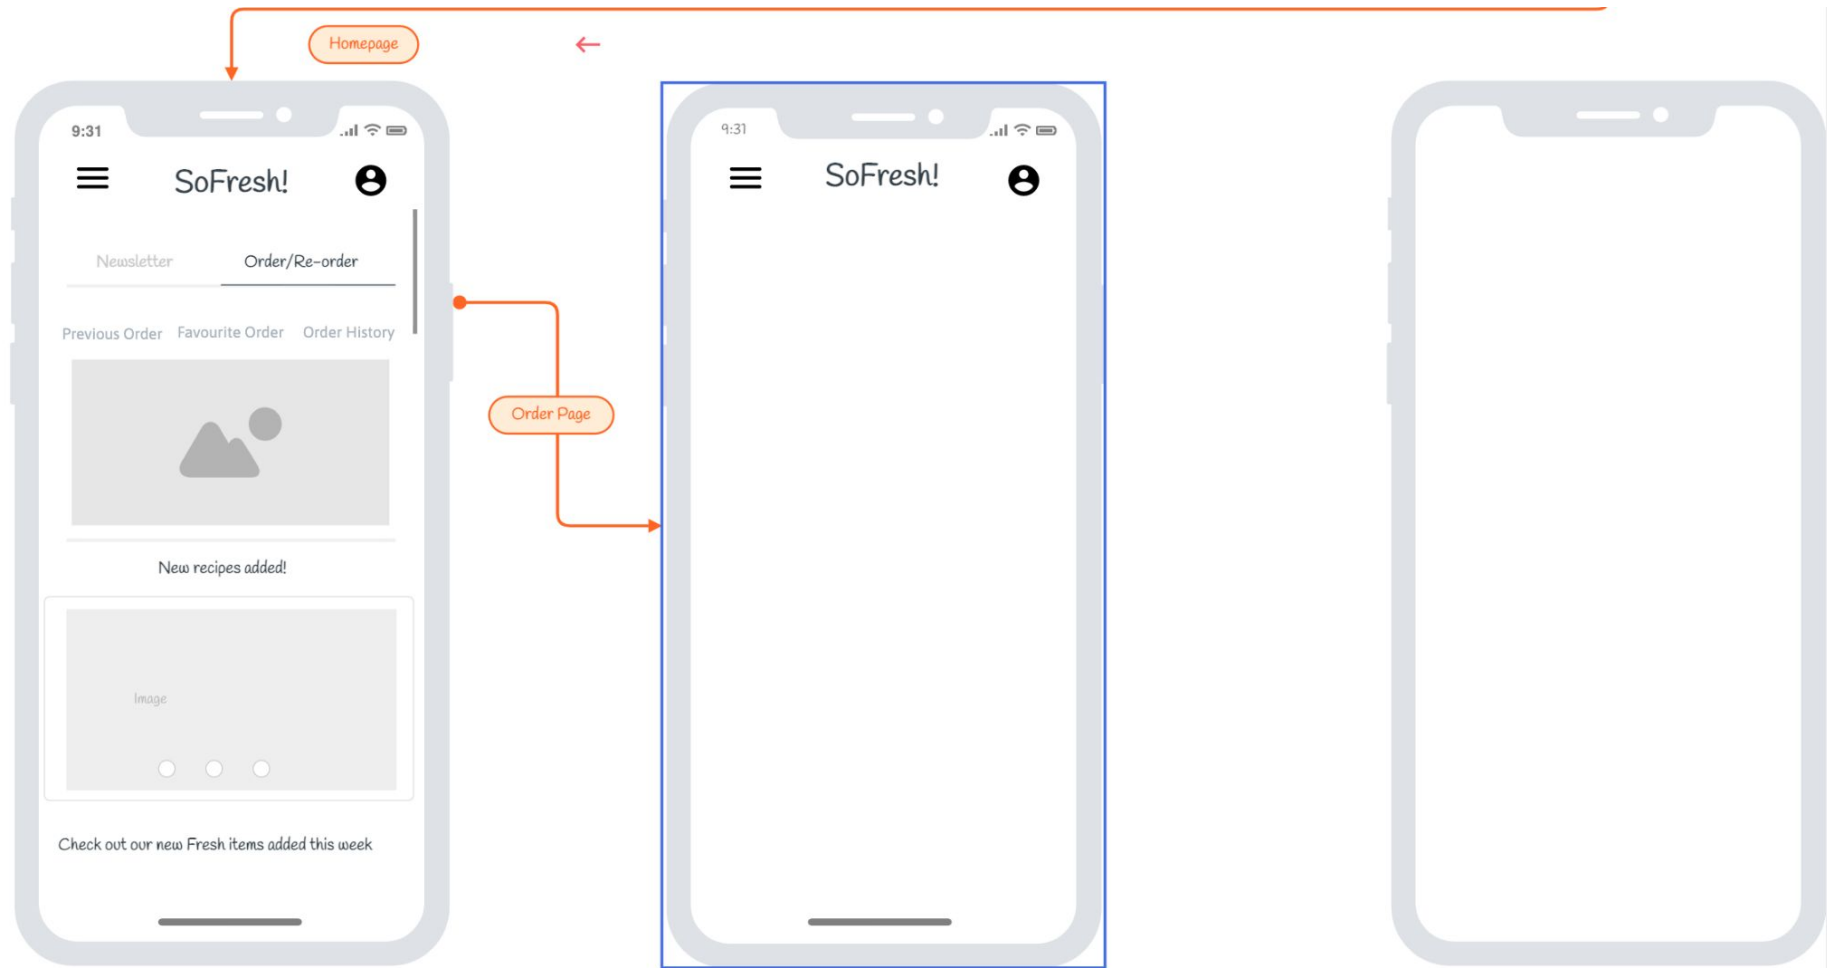 Homepage
9:31
SoFresh!
Newsletter
Order/Re-order
Previous Order
Favourite Order
Order History
New recipes added!
Image
Check out our new Fresh items added this week
Order Page
9:31
SoFresh!